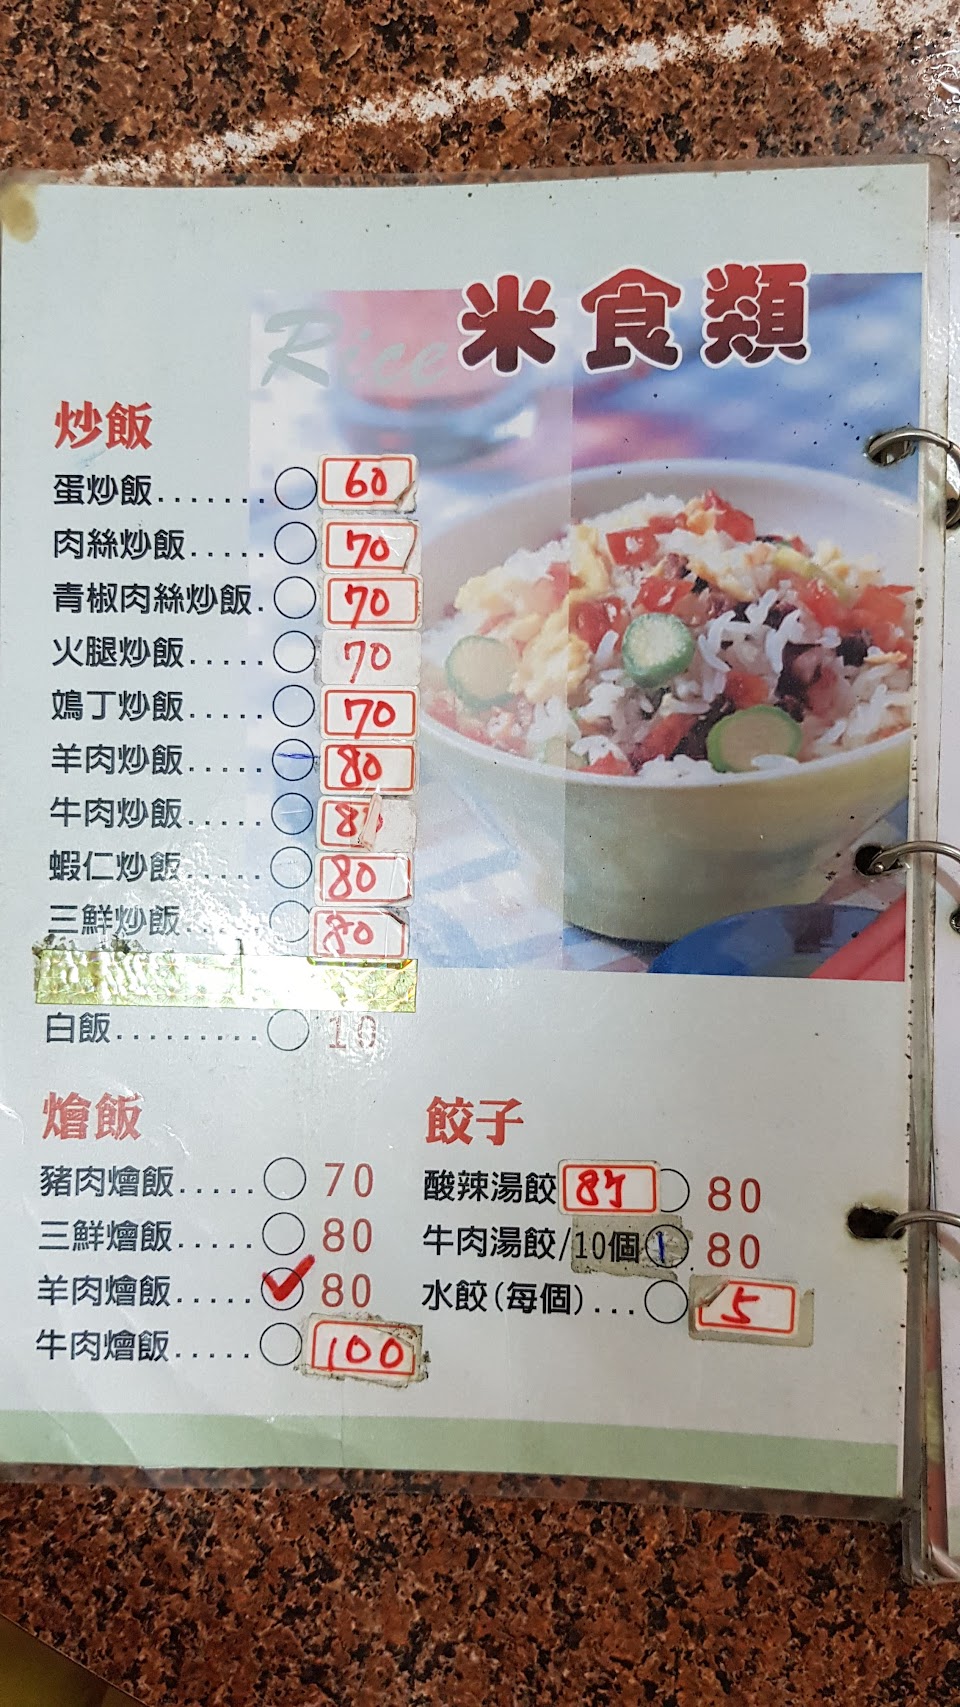 Rice 米食類
炒飯
蛋炒飯.......○ 60
肉絲炒飯.....○ 70
青椒肉絲炒飯.○ 70
火腿炒飯.....○ 70
鴆丁炒飯.....○ 70
羊肉炒飯.....○ 80
牛肉炒飯.....○
蝦仁炒飯.....○ 80
三鮮炒飯.....○
白飯.........○ 10
燴飯
豬肉燴飯.....○ 70
三鮮燴飯.....○ 80
羊肉燴飯.....○ 80
牛肉燴飯.....○ 100
餃子
酸辣湯餃 8個○ 80
牛肉湯餃/10個○ 80
水餃(每個)...○ 5